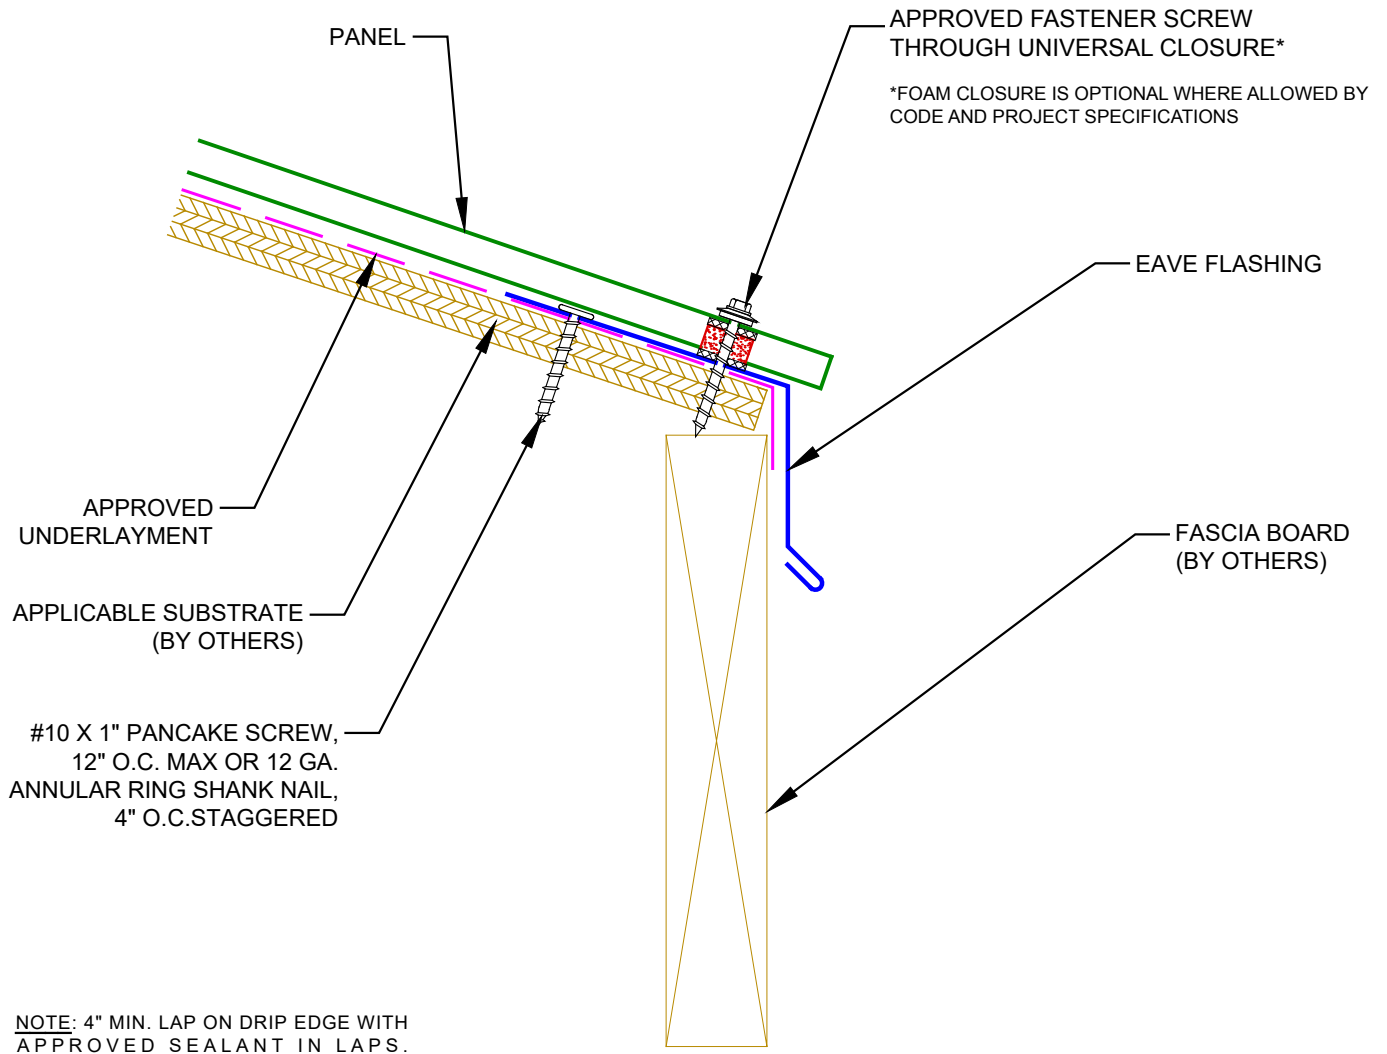 PANEL
APPROVED FASTENER SCREW
THROUGH UNIVERSAL CLOSURE*
*FOAM CLOSURE IS OPTIONAL WHERE ALLOWED BY
CODE AND PROJECT SPECIFICATIONS
EAVE FLASHING
APPROVED
UNDERLAYMENT
FASCIA BOARD
(BY OTHERS)
APPLICABLE SUBSTRATE
(BY OTHERS)
#10 X 1" PANCAKE SCREW,
12" O.C. MAX OR 12 GA.
ANNULAR RING SHANK NAIL,
4" O.C.STAGGERED
NOTE: 4" MIN. LAP ON DRIP EDGE WITH
APPROVED SEALANT IN LAPS.